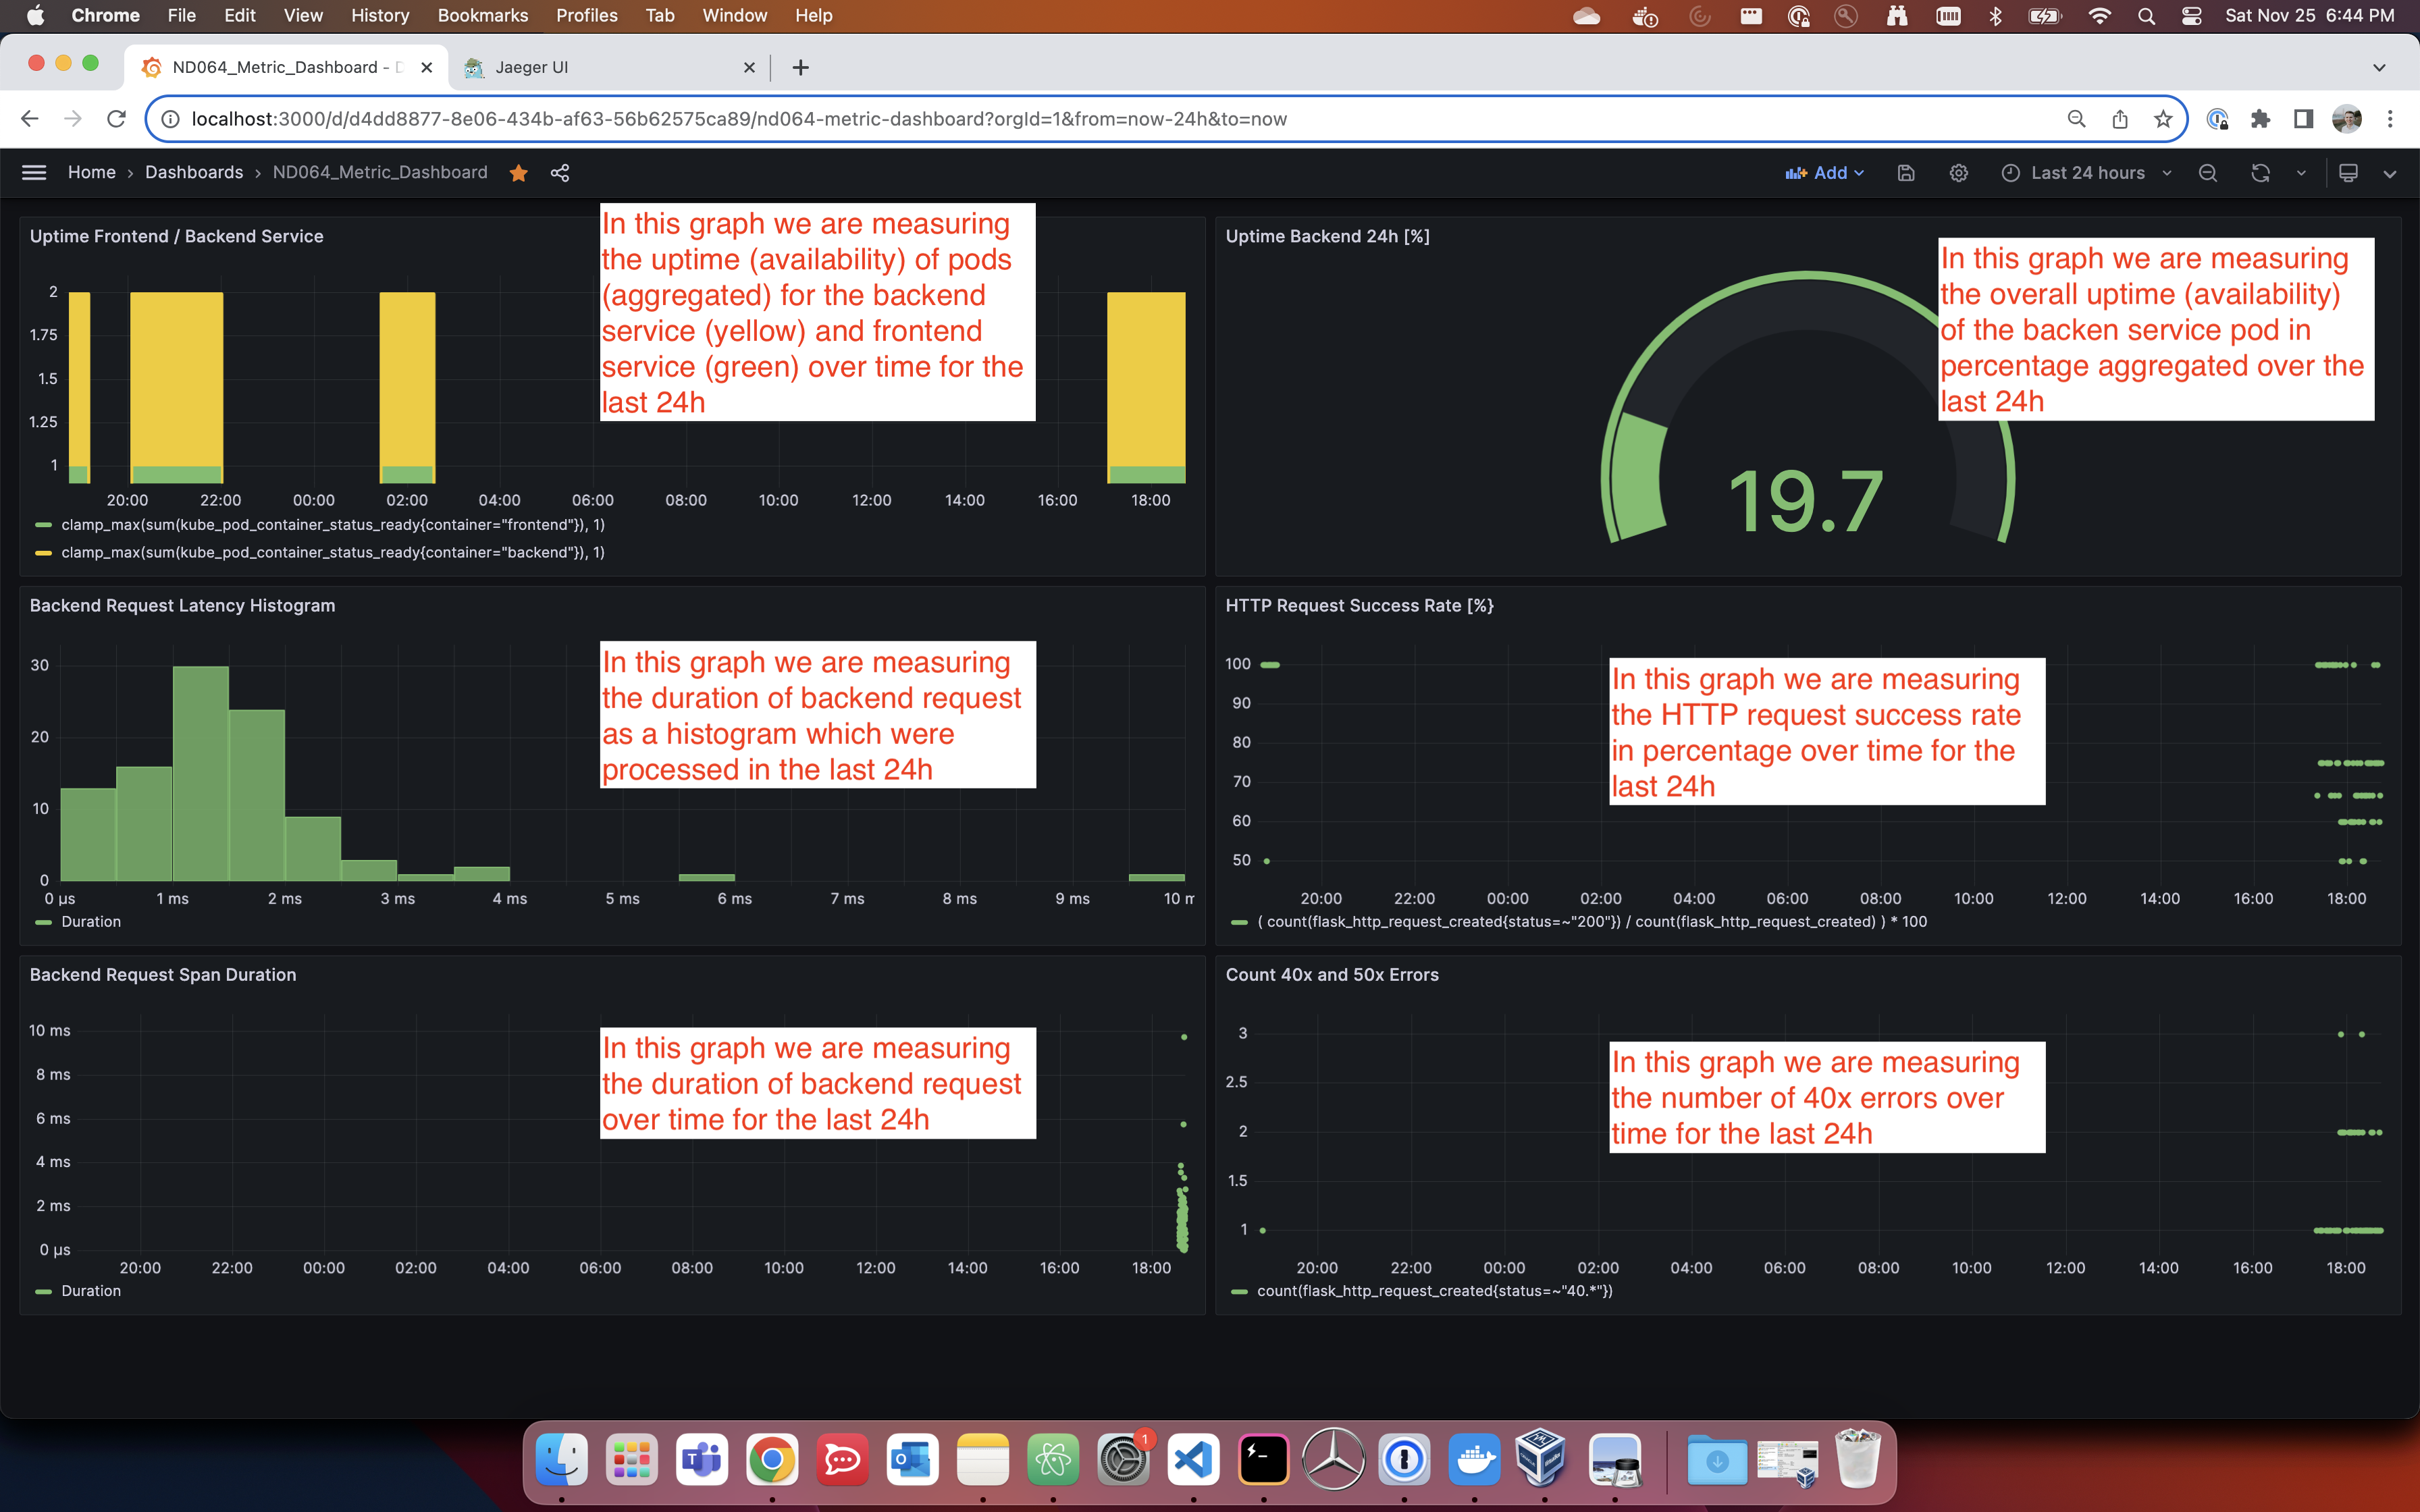 Chrome File Edit View History Bookmarks Profiles Tab Window Help
Sat Nov 25 6:44 PM
ND064_Metric_Dashboard - D
Jaeger UI
localhost:3000/d/d4dd8877-8e06-434b-af63-56b62575ca89/nd064-metric-dashboard?orgId=1&from=now-24h&to=now
Home › Dashboards › ND064_Metric_Dashboard
Add
Last 24 hours
Uptime Frontend / Backend Service
In this graph we are measuring
the uptime (availability) of pods
(aggregated) for the backend
service (yellow) and frontend
service (green) over time for the
last 24h
2
1.75
1.5
1.25
1
20:00 22:00 00:00 02:00 04:00 06:00 08:00 10:00 12:00 14:00 16:00 18:00
clamp_max(sum(kube_pod_container_status_ready{container="frontend"}), 1)
clamp_max(sum(kube_pod_container_status_ready{container="backend"}), 1)
Uptime Backend 24h [%]
In this graph we are measuring
the overall uptime (availability)
of the backen service pod in
percentage aggregated over the
last 24h
19.7
Backend Request Latency Histogram
In this graph we are measuring
the duration of backend request
as a histogram which were
processed in the last 24h
30
20
10
0
0 µs 1 ms 2 ms 3 ms 4 ms 5 ms 6 ms 7 ms 8 ms 9 ms 10 m
Duration
HTTP Request Success Rate [%}
In this graph we are measuring
the HTTP request success rate
in percentage over time for the
last 24h
100
90
80
70
60
50
20:00 22:00 00:00 02:00 04:00 06:00 08:00 10:00 12:00 14:00 16:00 18:00
( count(flask_http_request_created{status=~"200"}) / count(flask_http_request_created) ) * 100
Backend Request Span Duration
In this graph we are measuring
the duration of backend request
over time for the last 24h
10 ms
8 ms
6 ms
4 ms
2 ms
0 µs
20:00 22:00 00:00 02:00 04:00 06:00 08:00 10:00 12:00 14:00 16:00 18:00
Duration
Count 40x and 50x Errors
In this graph we are measuring
the number of 40x errors over
time for the last 24h
3
2.5
2
1.5
1
20:00 22:00 00:00 02:00 04:00 06:00 08:00 10:00 12:00 14:00 16:00 18:00
count(flask_http_request_created{status=~"40.*"})
1